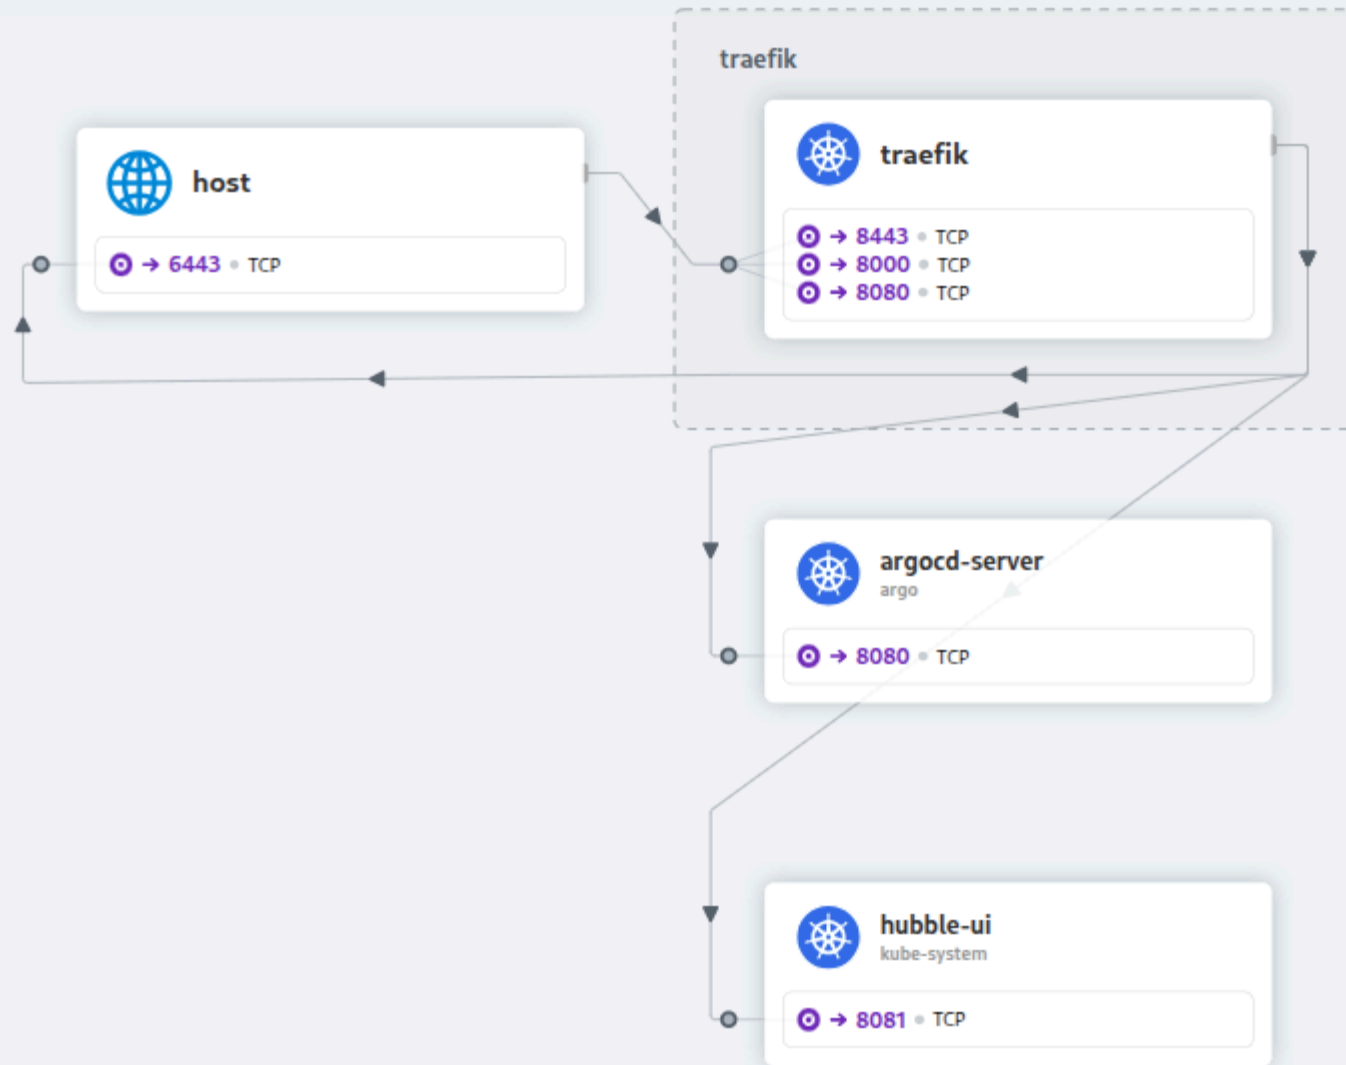 traefik
host
→ 6443 • TCP
traefik
→ 8443 • TCP
→ 8000 • TCP
→ 8080 • TCP
argocd-server
argo
→ 8080 • TCP
hubble-ui
kube-system
→ 8081 • TCP